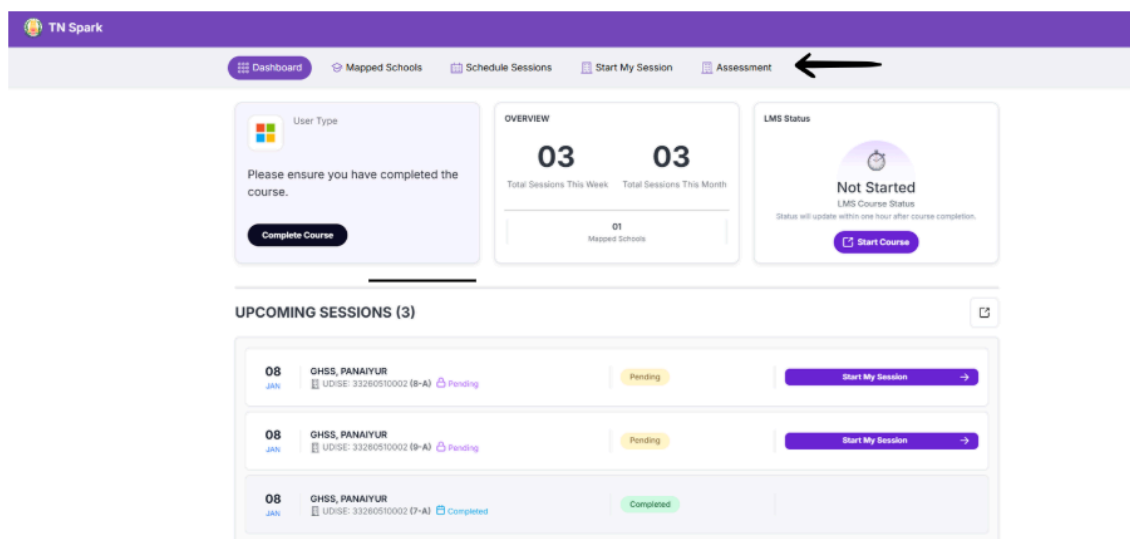 TN Spark
Dashboard Mapped Schools Schedule Sessions Start My Session Assessment
User Type
Please ensure you have completed the
course.
Complete Course
OVERVIEW
03 03
Total Sessions This Week Total Sessions This Month
01
Mapped Schools
LMS Status
Not Started
LMS Course Status
Status will update within one hour after course completion.
Start Course
UPCOMING SESSIONS (3)
08 GHSS, PANAIYUR
JAN UDISE: 33260510002 (8-A) Pending
Pending
Start My Session
08 GHSS, PANAIYUR
JAN UDISE: 33260510002 (9-A) Pending
Pending
Start My Session
08 GHSS, PANAIYUR
JAN UDISE: 33260510002 (7-A) Completed
Completed